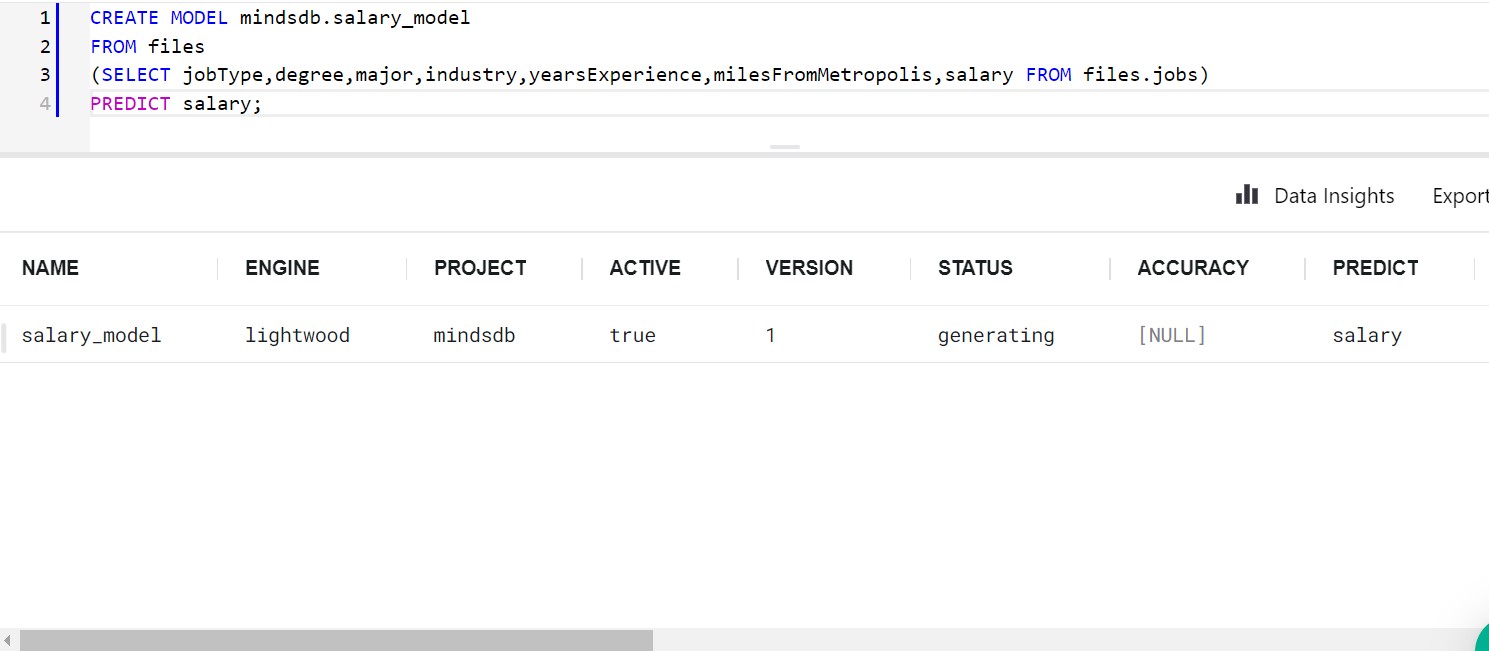 1 CREATE MODEL mindsdb.salary_model
2 FROM files
3 (SELECT jobType,degree,major,industry,yearsExperience,milesFromMetropolis,salary FROM files.jobs)
4 PREDICT salary;
Data Insights Export
NAME ENGINE PROJECT ACTIVE VERSION STATUS ACCURACY PREDICT
salary_model lightwood mindsdb true 1 generating [NULL] salary